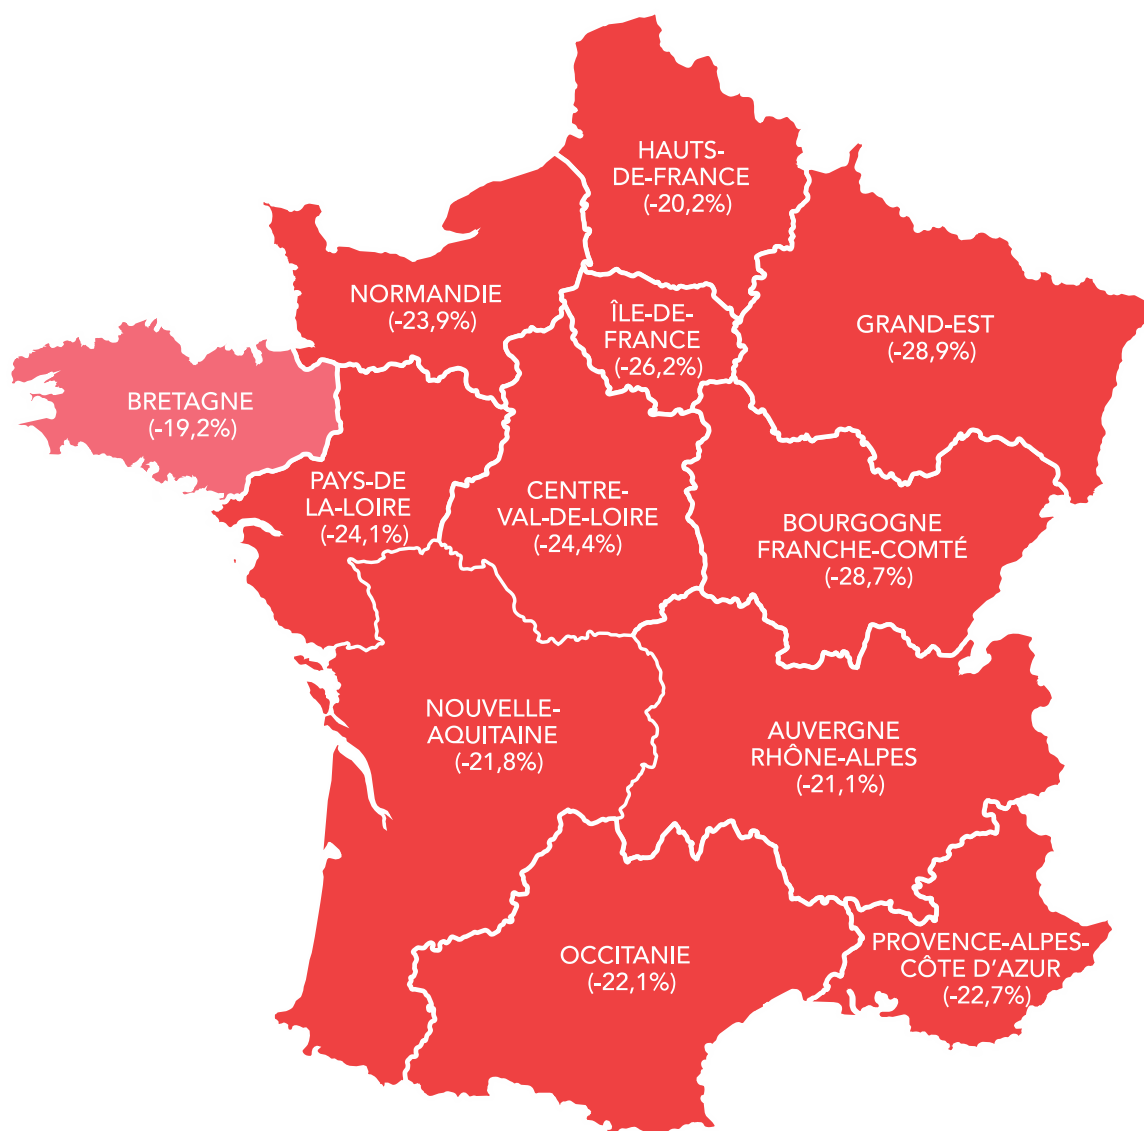 HAUTS-
DE-FRANCE
(-20,2%)
NORMANDIE
(-23,9%)
ÎLE-DE-
FRANCE
(-26,2%)
GRAND-EST
(-28,9%)
BRETAGNE
(-19,2%)
PAYS-DE
LA-LOIRE
(-24,1%)
CENTRE-
VAL-DE-LOIRE
(-24,4%)
BOURGOGNE
FRANCHE-COMTÉ
(-28,7%)
NOUVELLE-
AQUITAINE
(-21,8%)
AUVERGNE
RHÔNE-ALPES
(-21,1%)
OCCITANIE
(-22,1%)
PROVENCE-ALPES-
CÔTE D'AZUR
(-22,7%)